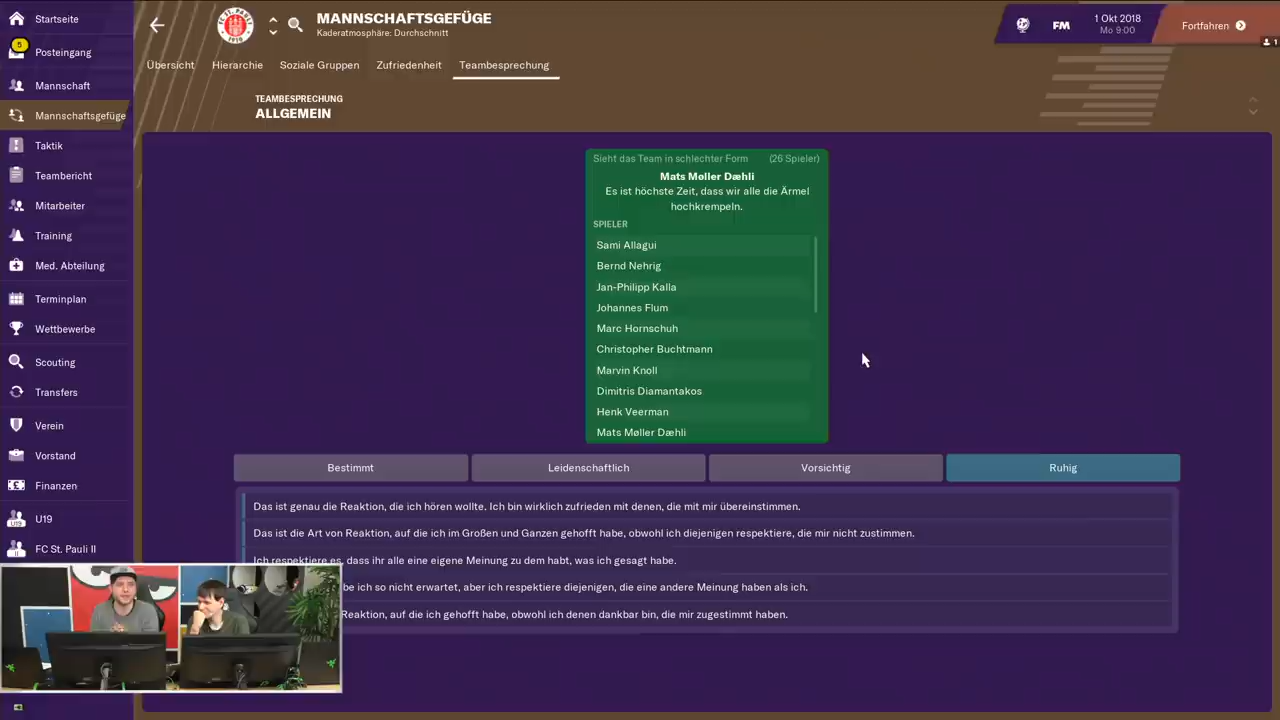 Startseite
5
Posteingang
Mannschaft
Mannschaftsgefüge
Taktik
Teambericht
Mitarbeiter
Training
Med. Abteilung
Terminplan
Wettbewerbe
Scouting
Transfers
Verein
Vorstand
Finanzen
U19
U19
FC St. Pauli II
MANNSCHAFTSGEFÜGE
Kaderatmosphäre: Durchschnitt
FM
1 Okt 2018
Mo 9:00
Fortfahren
1
Übersicht
Hierarchie
Soziale Gruppen
Zufriedenheit
Teambesprechung
TEAMBESPRECHUNG
ALLGEMEIN
Sieht das Team in schlechter Form (26 Spieler)
Mats Møller Dæhli
Es ist höchste Zeit, dass wir alle die Ärmel
hochkrempeln.
SPIELER
Sami Allagui
Bernd Nehrig
Jan-Philipp Kalla
Johannes Flum
Marc Hornschuh
Christopher Buchtmann
Marvin Knoll
Dimitris Diamantakos
Henk Veerman
Mats Møller Dæhli
Bestimmt
Leidenschaftlich
Vorsichtig
Ruhig
Das ist genau die Reaktion, die ich hören wollte. Ich bin wirklich zufrieden mit denen, die mit mir übereinstimmen.
Das ist die Art von Reaktion, auf die ich im Großen und Ganzen gehofft habe, obwohl ich diejenigen respektiere, die mir nicht zustimmen.
Ich respektiere es, dass ihr alle eine eigene Meinung zu dem habt, was ich gesagt habe.
be ich so nicht erwartet, aber ich respektiere diejenigen, die eine andere Meinung haben als ich.
Reaktion, auf die ich gehofft habe, obwohl ich denen dankbar bin, die mir zugestimmt haben.